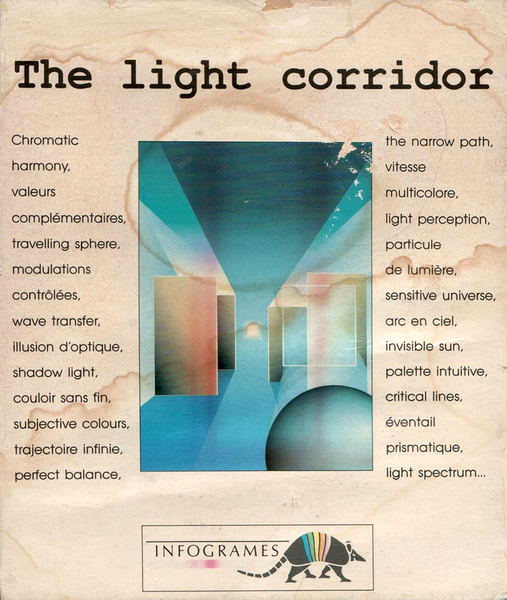 The light corridor
Chromatic
harmony,
valeurs
complémentaires,
travelling sphere,
modulations
contrôlées,
wave transfer,
illusion d'optique,
shadow light,
couloir sans fin,
subjective colours,
trajectoire infinie,
perfect balance,
the narrow path,
vitesse
multicolore,
light perception,
particule
de lumière,
sensitive universe,
arc en ciel,
invisible sun,
palette intuitive,
critical lines,
éventail
prismatique,
light spectrum...
INFOGRAMES